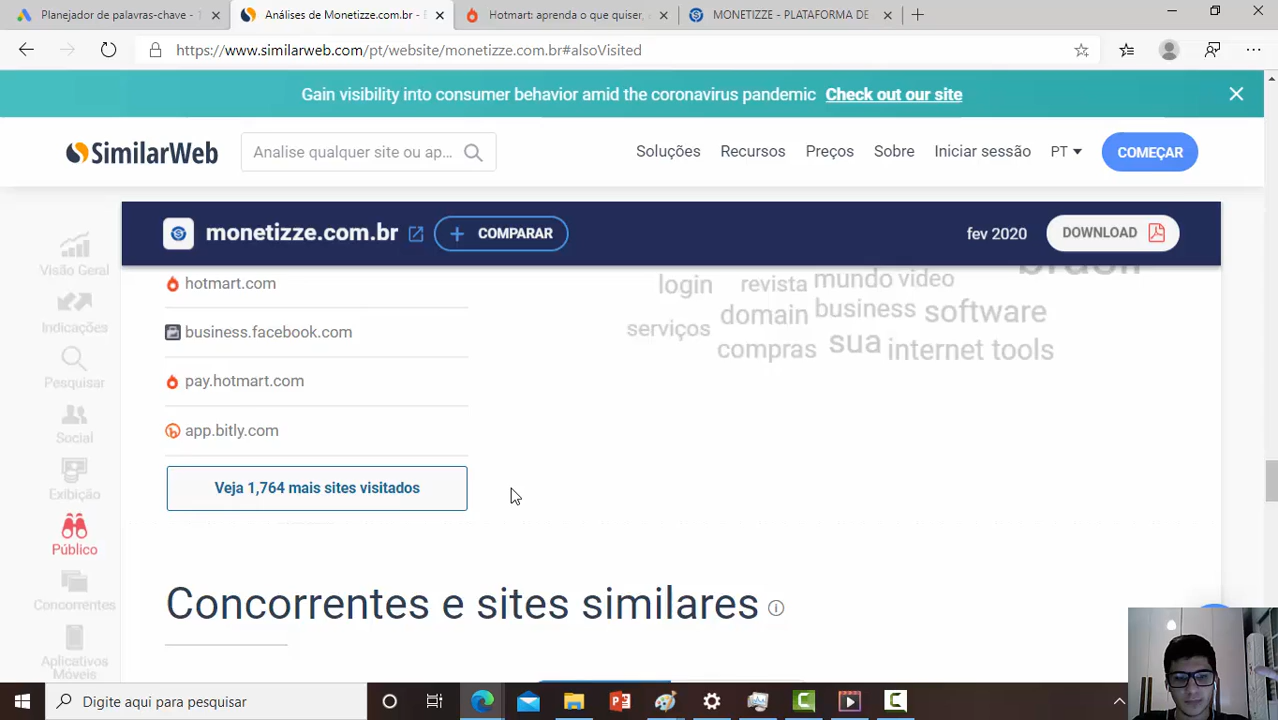 Planejador de palavras-chave - 1
Análises de Monetizze.com.br - E
Hotmart: aprenda o que quiser,
MONETIZZE - PLATAFORMA DE
https://www.similarweb.com/pt/website/monetizze.com.br#alsoVisited
Gain visibility into consumer behavior amid the coronavirus pandemic Check out our site
SimilarWeb
Analise qualquer site ou ap...
Soluções
Recursos
Preços
Sobre
Iniciar sessão
PT
COMEÇAR
monetizze.com.br
+ COMPARAR
fev 2020
DOWNLOAD
Visão Geral
Indicações
Pesquisar
Social
Exibição
Público
Concorrentes
Aplicativos
Móveis
hotmart.com
business.facebook.com
pay.hotmart.com
app.bitly.com
Veja 1,764 mais sites visitados
brasil
login revista mundo video
domain business software
serviços
compras sua internet tools
Concorrentes e sites similares
Digite aqui para pesquisar